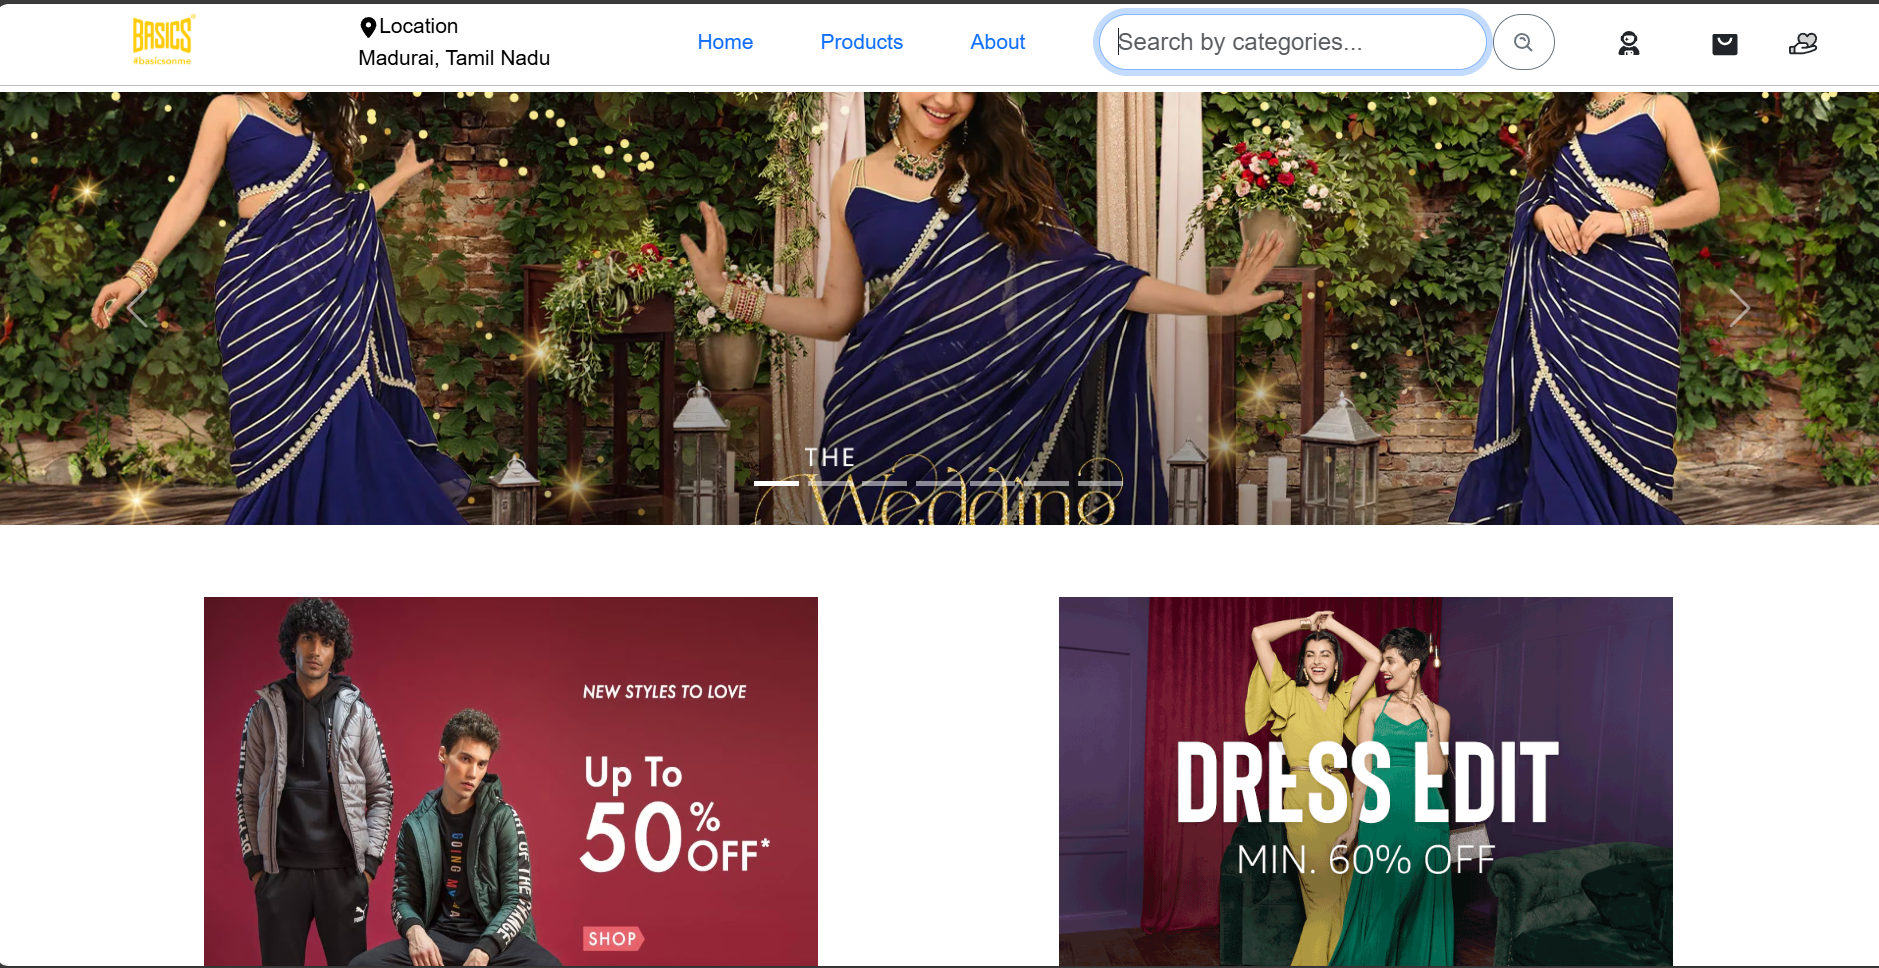 BASICS
#basicsonme
Location
Madurai, Tamil Nadu
Home
Products
About
Search by categories...
THE
Wedding
NEW STYLES TO LOVE
Up To
50%
OFF*
SHOP
DRESS EDIT
MIN. 60% OFF